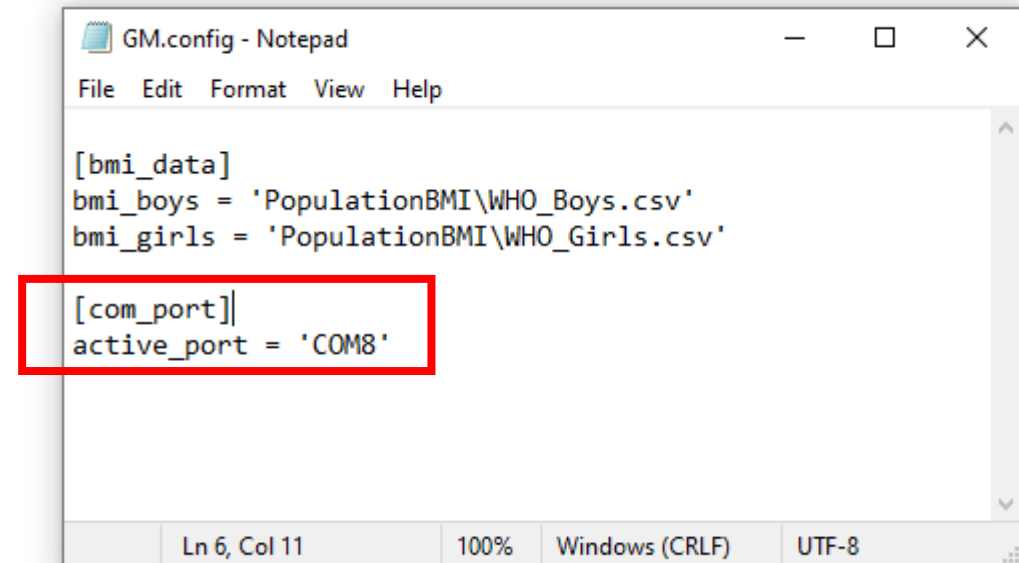 GM.config - Notepad
File Edit Format View Help
[bmi_data]
bmi_boys = 'PopulationBMI\WHO_Boys.csv'
bmi_girls = 'PopulationBMI\WHO_Girls.csv'
[com_port]
active_port = 'COM8'
Ln 6, Col 11 100% Windows (CRLF) UTF-8